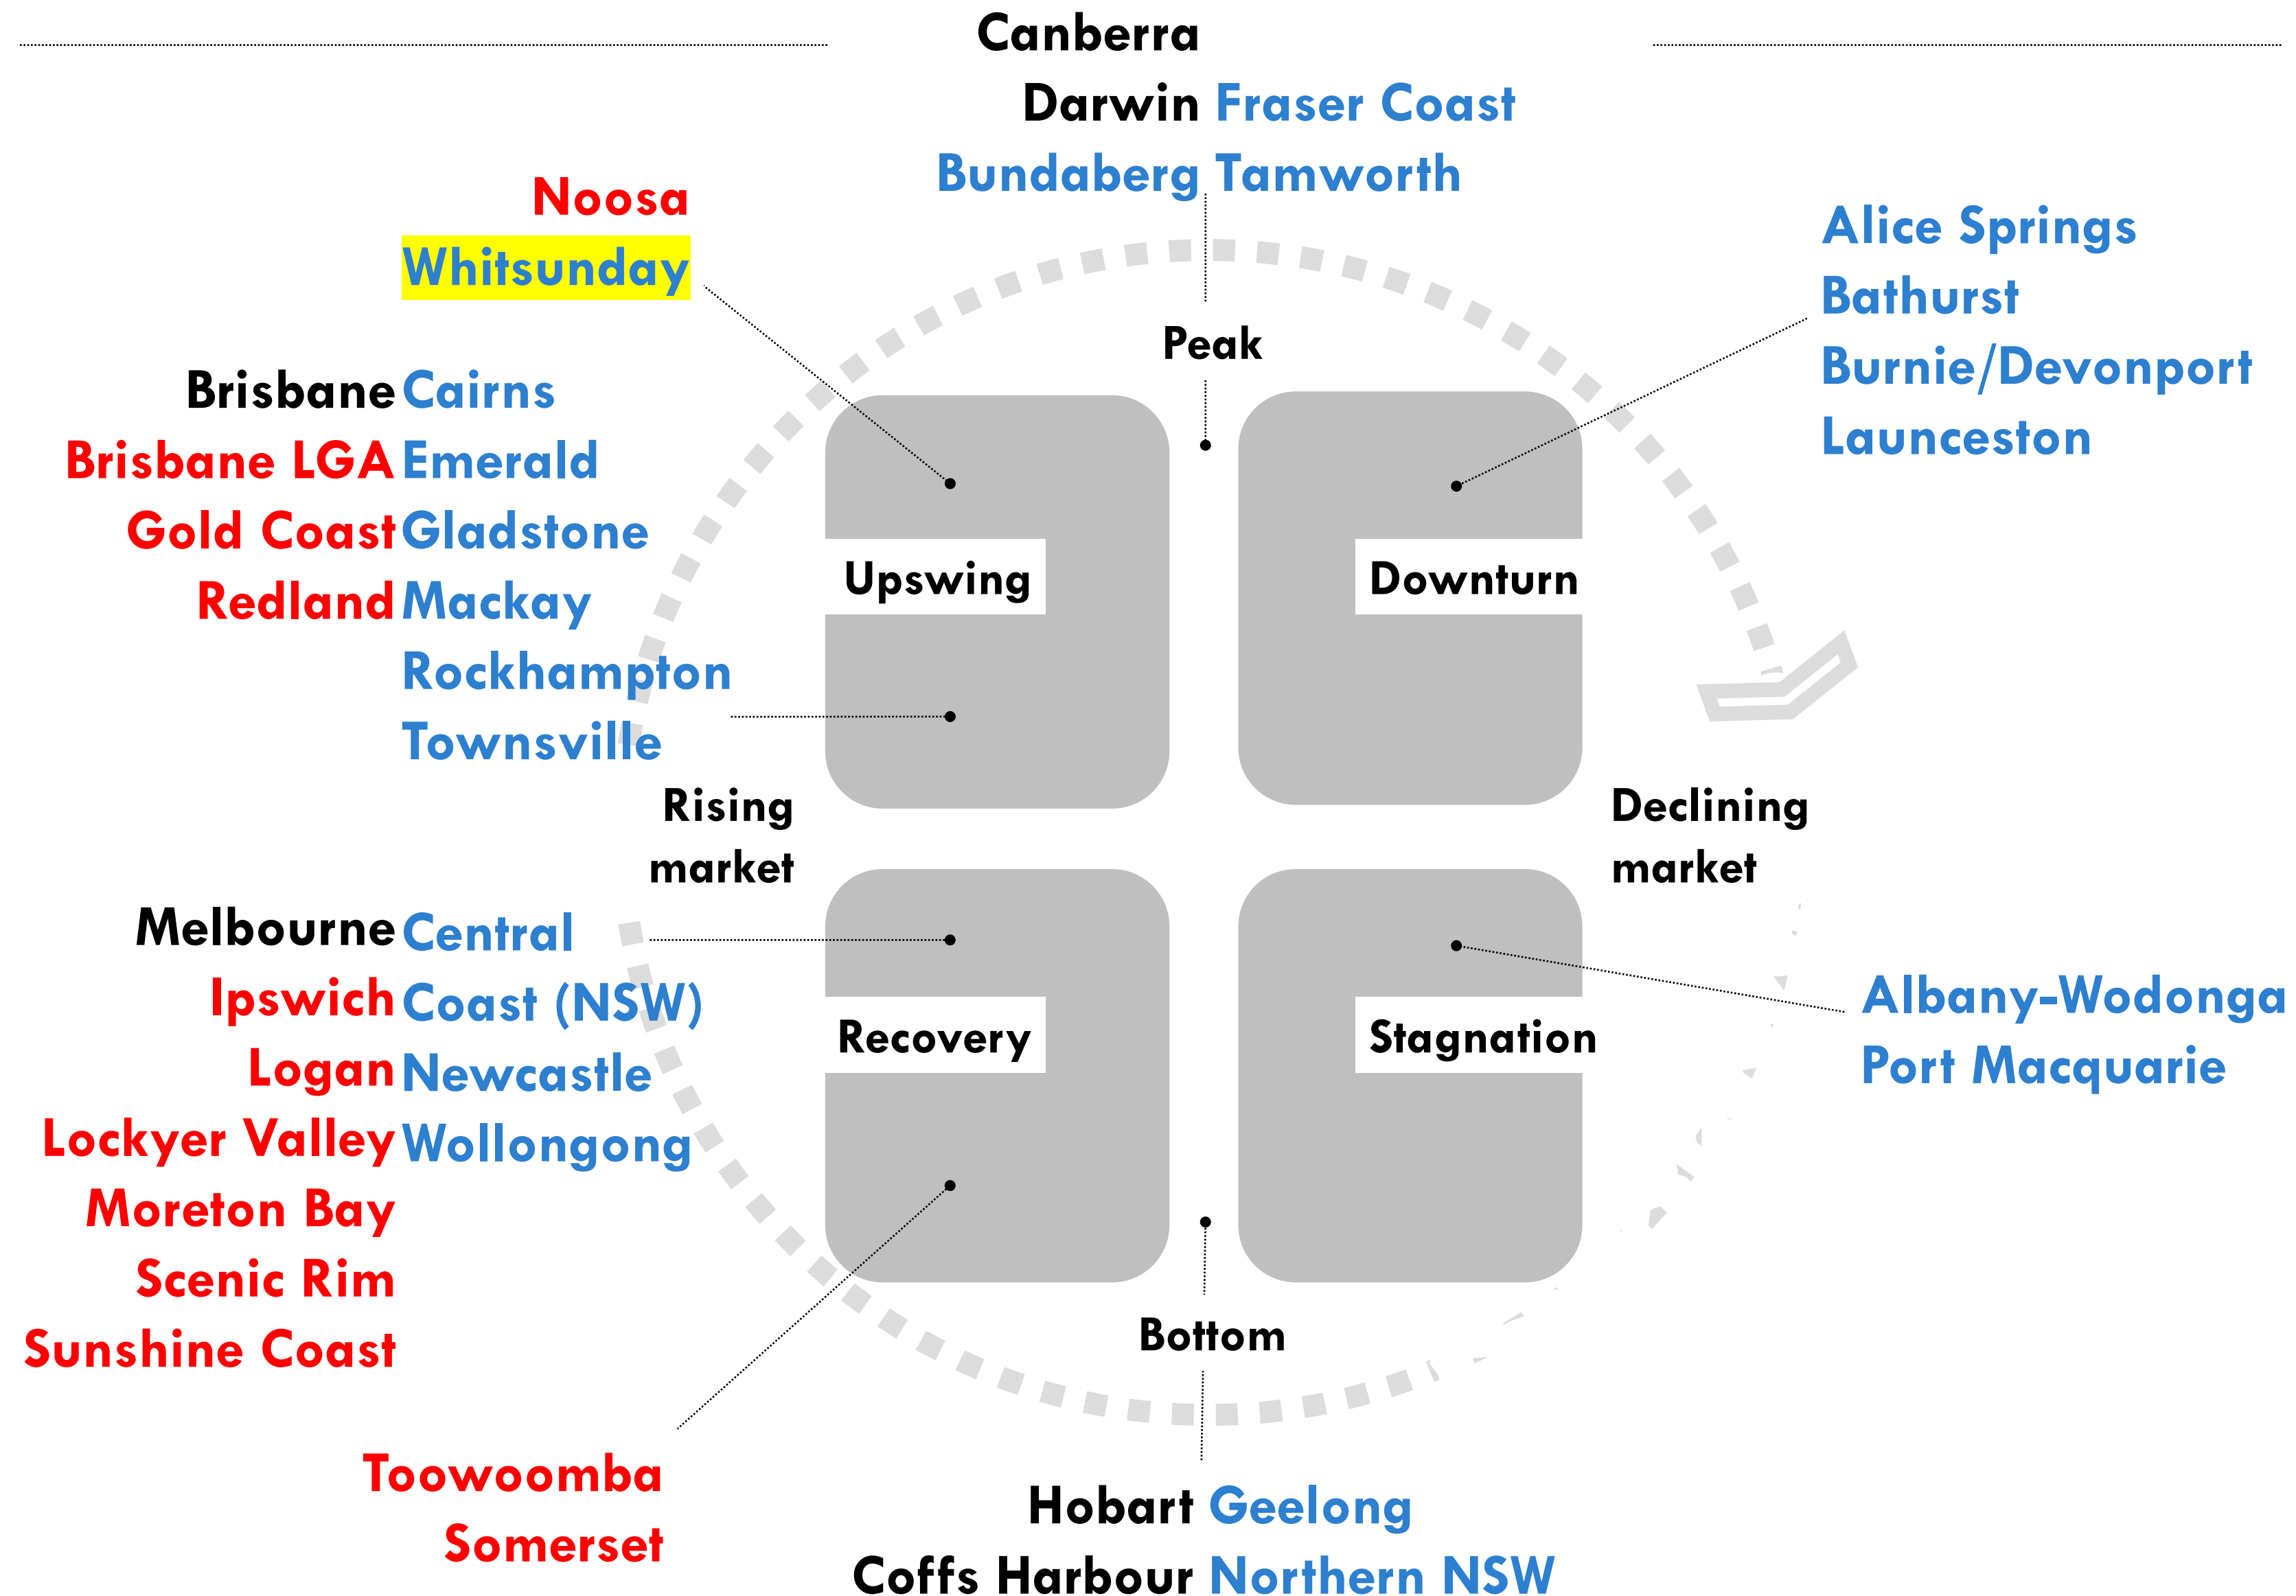 Canberra
Darwin Fraser Coast
Bundaberg Tamworth
Noosa
Whitsunday
Alice Springs
Bathurst
Burnie/Devonport
Launceston
Peak
Brisbane Cairns
Brisbane LGA Emerald
Gold Coast Gladstone
Redland Mackay
Rockhampton
Townsville
Upswing
Downturn
Rising
market
Declining
market
Melbourne Central
Ipswich Coast (NSW)
Logan Newcastle
Lockyer Valley Wollongong
Moreton Bay
Scenic Rim
Sunshine Coast
Recovery
Stagnation
Albany-Wodonga
Port Macquarie
Bottom
Toowoomba
Somerset
Hobart Geelong
Coffs Harbour Northern NSW